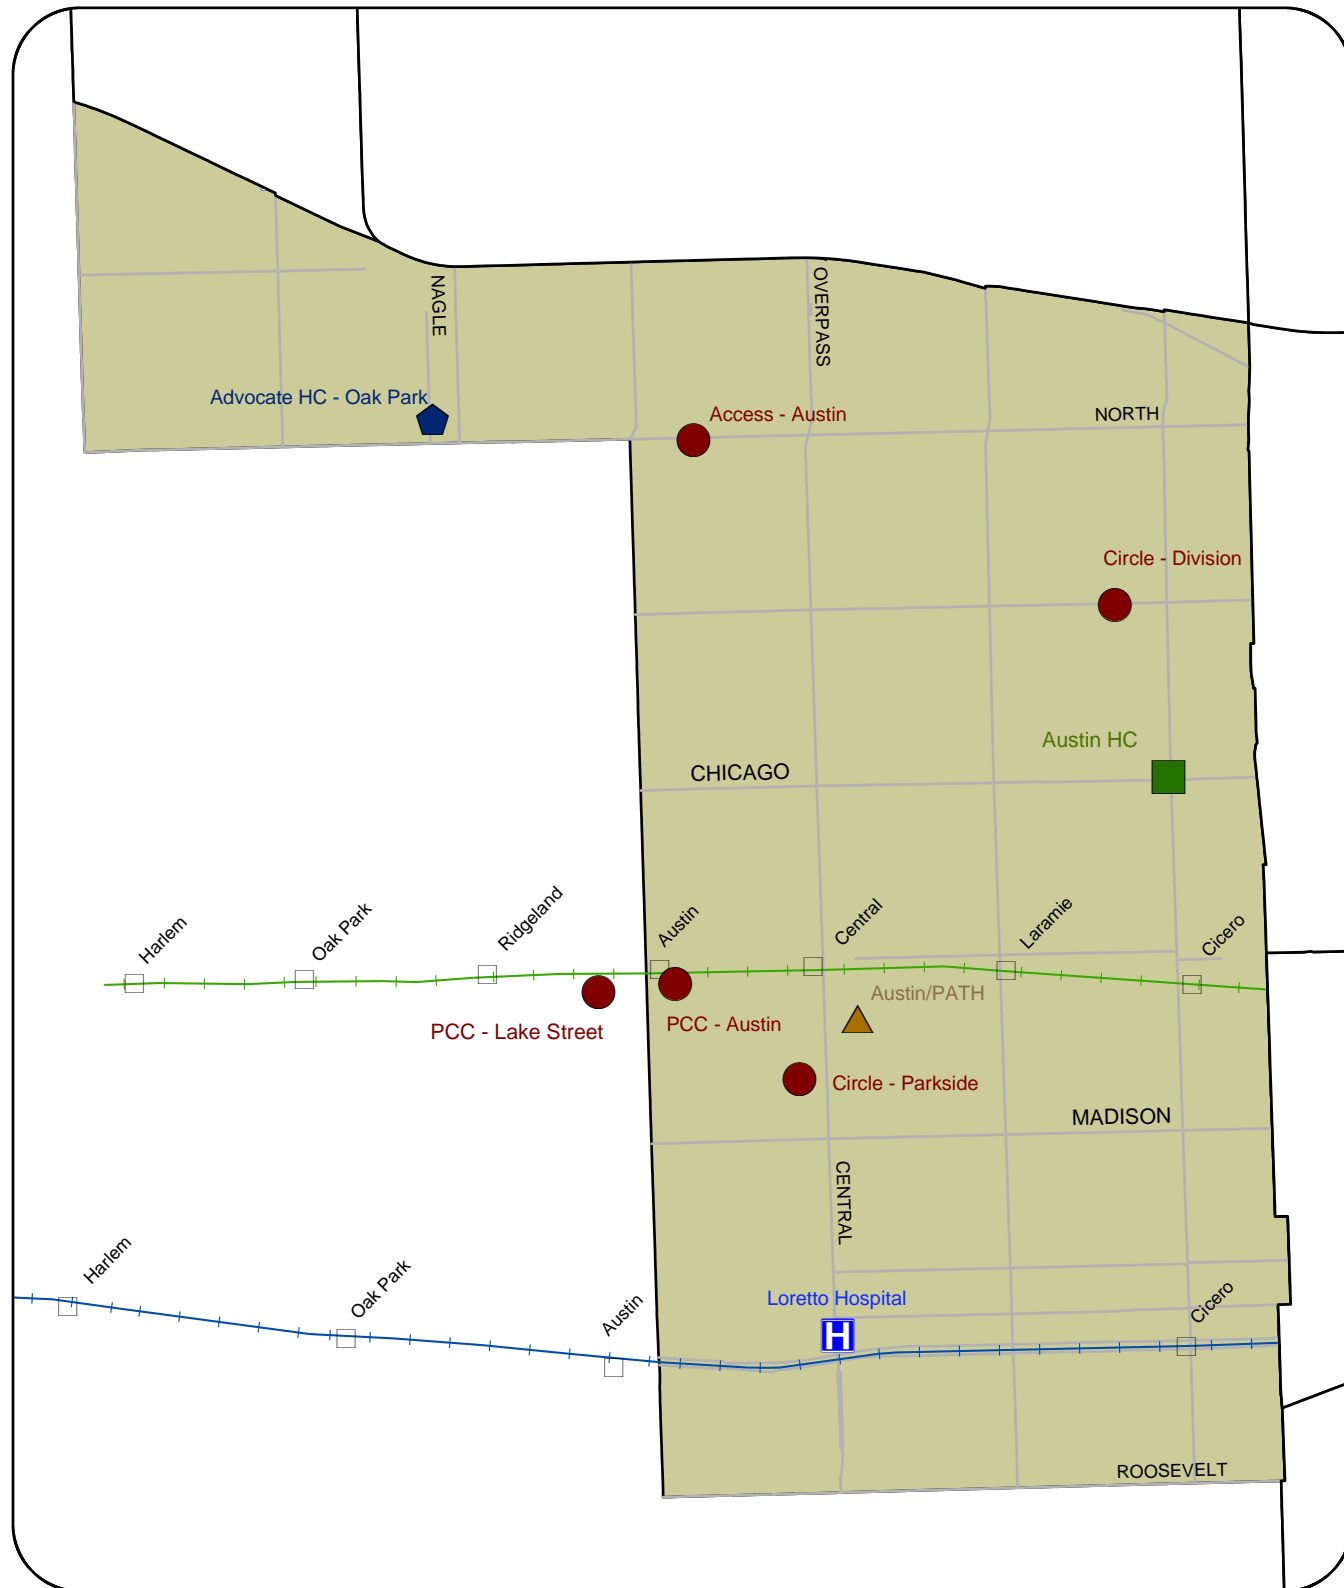 NAGLE
OVERPASS
Advocate HC - Oak Park
Access - Austin
NORTH
Circle - Division
Austin HC
CHICAGO
Harlem
Oak Park
Ridgeland
Austin
Central
Laramie
Cicero
Austin/PATH
PCC - Lake Street
PCC - Austin
Circle - Parkside
MADISON
CENTRAL
Harlem
Oak Park
Austin
Loretto Hospital
Cicero
H
ROOSEVELT